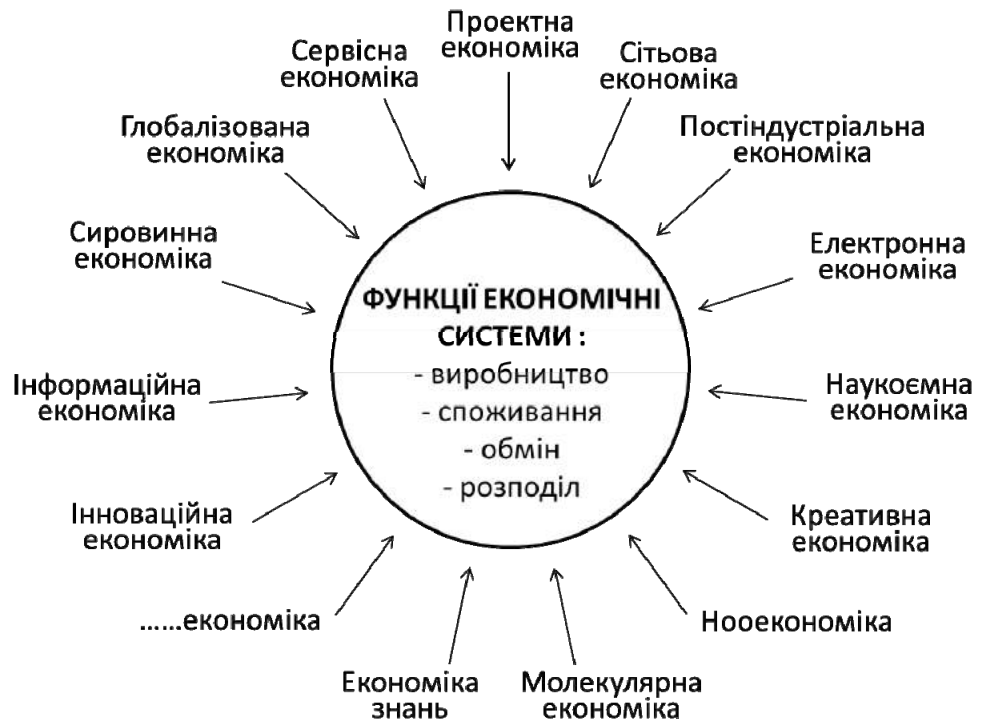 Проектна
економіка
Сервісна
економіка
Сітьова
економіка
Глобалізована
економіка
Постіндустріальна
економіка
Сировинна
економіка
Електронна
економіка
ФУНКЦІЇ ЕКОНОМІЧНІ
СИСТЕМИ :
- виробництво
- споживання
- обмін
- розподіл
Інформаційна
економіка
Наукоємна
економіка
Інноваційна
економіка
Креативна
економіка
......економіка
Нооекономіка
Економіка
знань
Молекулярна
економіка